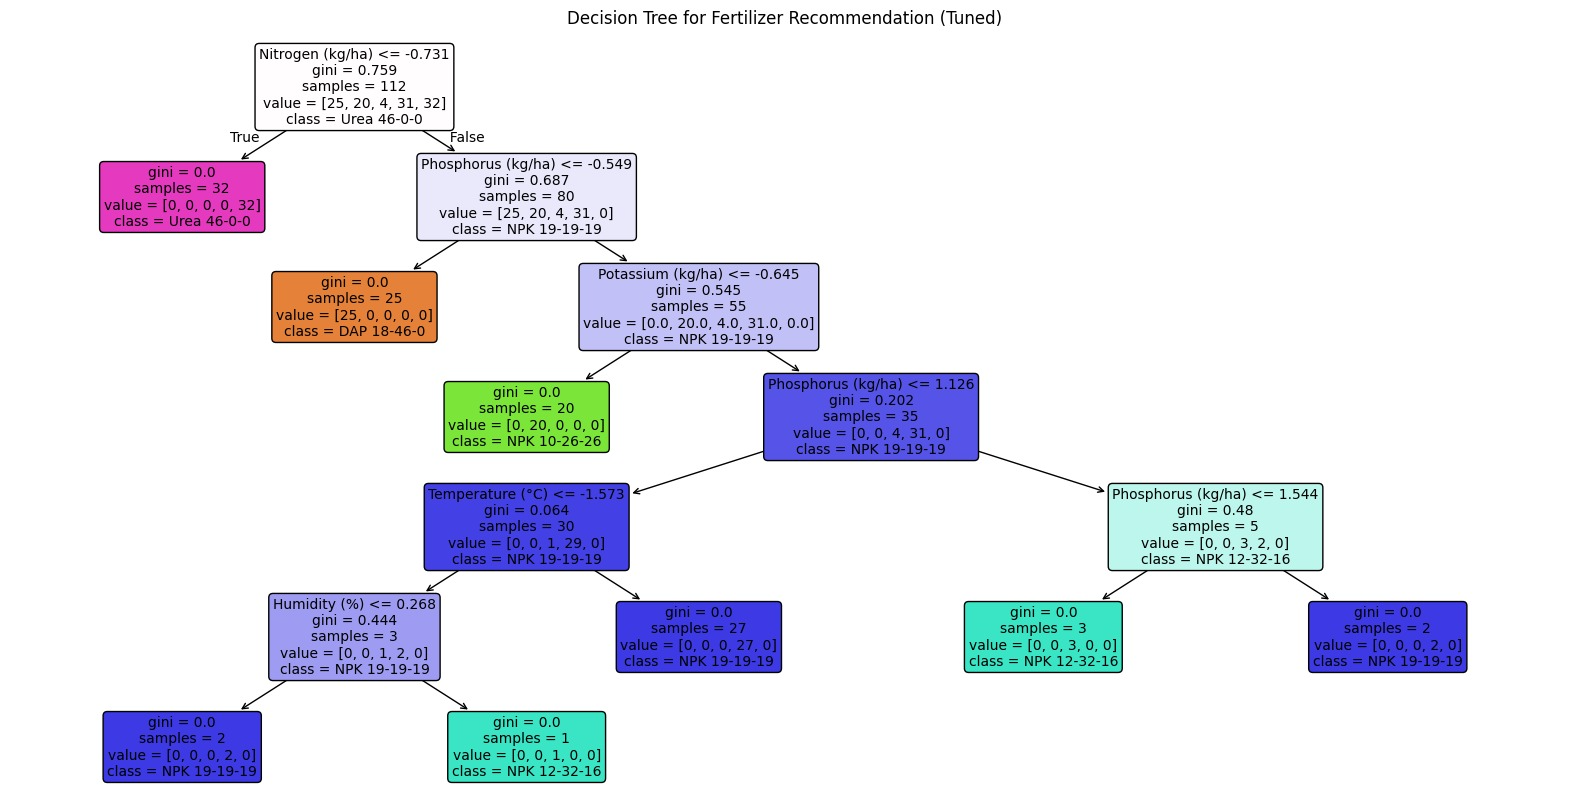 Decision Tree for Fertilizer Recommendation (Tuned)
Nitrogen (kg/ha) <= -0.731
gini = 0.759
samples = 112
value = [25, 20, 4, 31, 32]
class = Urea 46-0-0
True
False
gini = 0.0
samples = 32
value = [0, 0, 0, 0, 32]
class = Urea 46-0-0
Phosphorus (kg/ha) <= -0.549
gini = 0.687
samples = 80
value = [25, 20, 4, 31, 0]
class = NPK 19-19-19
gini = 0.0
samples = 25
value = [25, 0, 0, 0, 0]
class = DAP 18-46-0
Potassium (kg/ha) <= -0.645
gini = 0.545
samples = 55
value = [0.0, 20.0, 4.0, 31.0, 0.0]
class = NPK 19-19-19
gini = 0.0
samples = 20
value = [0, 20, 0, 0, 0]
class = NPK 10-26-26
Phosphorus (kg/ha) <= 1.126
gini = 0.202
samples = 35
value = [0, 0, 4, 31, 0]
class = NPK 19-19-19
Temperature (°C) <= -1.573
gini = 0.064
samples = 30
value = [0, 0, 1, 29, 0]
class = NPK 19-19-19
Phosphorus (kg/ha) <= 1.544
gini = 0.48
samples = 5
value = [0, 0, 3, 2, 0]
class = NPK 12-32-16
Humidity (%) <= 0.268
gini = 0.444
samples = 3
value = [0, 0, 1, 2, 0]
class = NPK 19-19-19
gini = 0.0
samples = 27
value = [0, 0, 0, 27, 0]
class = NPK 19-19-19
gini = 0.0
samples = 3
value = [0, 0, 3, 0, 0]
class = NPK 12-32-16
gini = 0.0
samples = 2
value = [0, 0, 0, 2, 0]
class = NPK 19-19-19
gini = 0.0
samples = 2
value = [0, 0, 0, 2, 0]
class = NPK 19-19-19
gini = 0.0
samples = 1
value = [0, 0, 1, 0, 0]
class = NPK 12-32-16